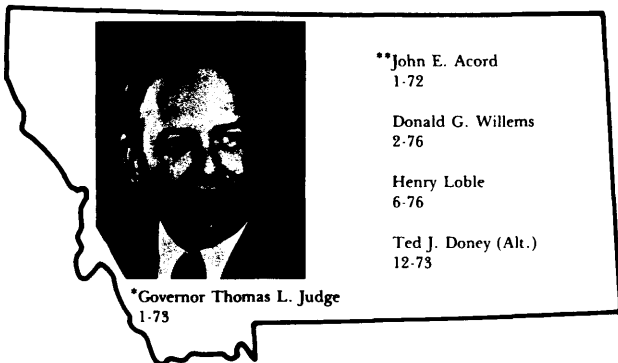 **John E. Acord
1-72
Donald G. Willems
2-76
Henry Loble
6-76
Ted J. Doney (Alt.)
12-73
*Governor Thomas L. Judge
1-73